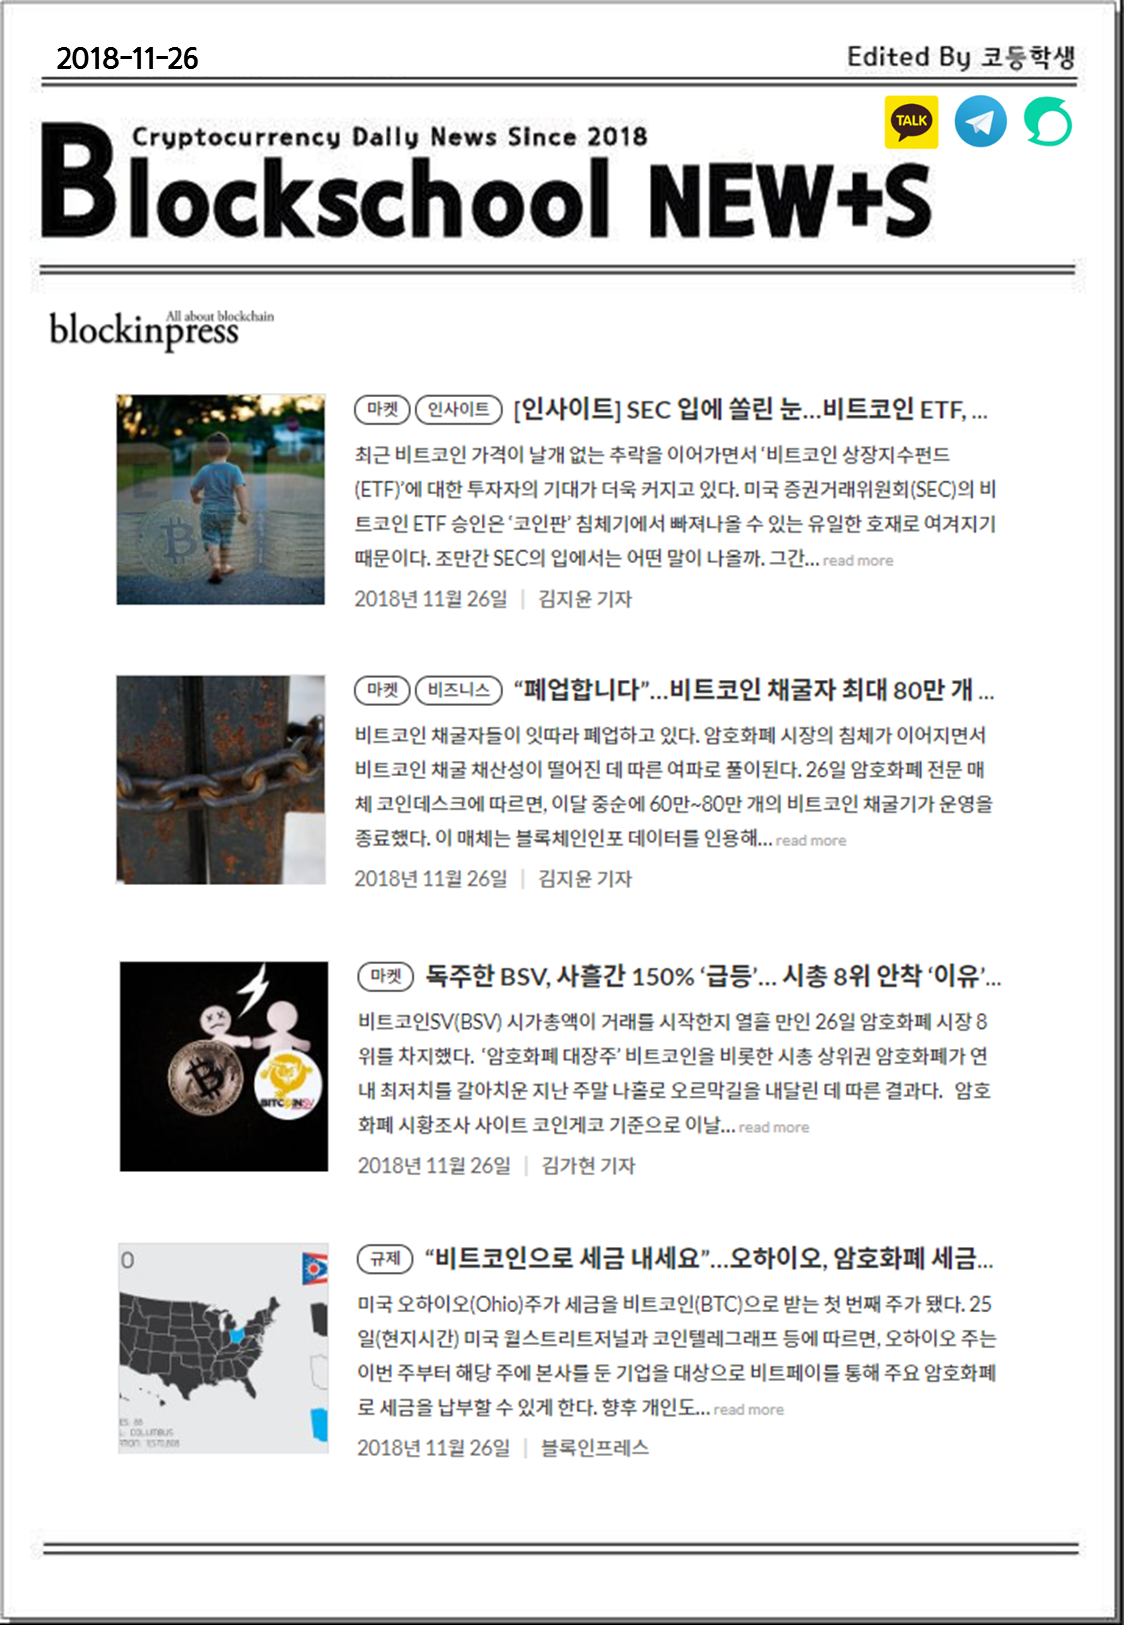 2018-11-26
Edited By 코등학생
TALK
Cryptocurrency Daily News Since 2018
Blockschool NEW+S
All about blockchain
blockinpress
마켓 인사이트 [인사이트] SEC 입에 쏠린 눈...비트코인 ETF, ...
최근 비트코인 가격이 날개 없는 추락을 이어가면서 ‘비트코인 상장지수펀드
(ETF)’에 대한 투자자의 기대가 더욱 커지고 있다. 미국 증권거래위원회(SEC)의 비
트코인 ETF 승인은 ‘코인판’ 침체기에서 빠져나올 수 있는 유일한 호재로 여겨지기
때문이다. 조만간 SEC의 입에서는 어떤 말이 나올까. 그간... read more
2018년 11월 26일 | 김지윤 기자
마켓 비즈니스 “폐업합니다”...비트코인 채굴자 최대 80만 개 ...
비트코인 채굴자들이 잇따라 폐업하고 있다. 암호화폐 시장의 침체가 이어지면서
비트코인 채굴 채산성이 떨어진 데 따른 여파로 풀이된다. 26일 암호화폐 전문 매
체 코인데스크에 따르면, 이달 중순에 60만~80만 개의 비트코인 채굴기가 운영을
종료했다. 이 매체는 블록체인인포 데이터를 인용해... read more
2018년 11월 26일 | 김지윤 기자
마켓 독주한 BSV, 사흘간 150% ‘급등’... 시총 8위 안착 ‘이유’...
비트코인SV(BSV) 시가총액이 거래를 시작한지 열흘 만인 26일 암호화폐 시장 8
위를 차지했다. ‘암호화폐 대장주’ 비트코인을 비롯한 시총 상위권 암호화폐가 연
내 최저치를 갈아치운 지난 주말 나홀로 오르막길을 내달린 데 따른 결과다. 암호
화폐 시황조사 사이트 코인게코 기준으로 이날... read more
2018년 11월 26일 | 김가현 기자
BITCOIN SV
규제 “비트코인으로 세금 내세요”...오하이오, 암호화폐 세금...
미국 오하이오(Ohio)주가 세금을 비트코인(BTC)으로 받는 첫 번째 주가 됐다. 25
일(현지시간) 미국 월스트리트저널과 코인텔레그래프 등에 따르면, 오하이오 주는
이번 주부터 해당 주에 본사를 둔 기업을 대상으로 비트페이를 통해 주요 암호화폐
로 세금을 납부할 수 있게 한다. 향후 개인도... read more
2018년 11월 26일 | 블록인프레스
O
ES: 88
L: COLUMBUS